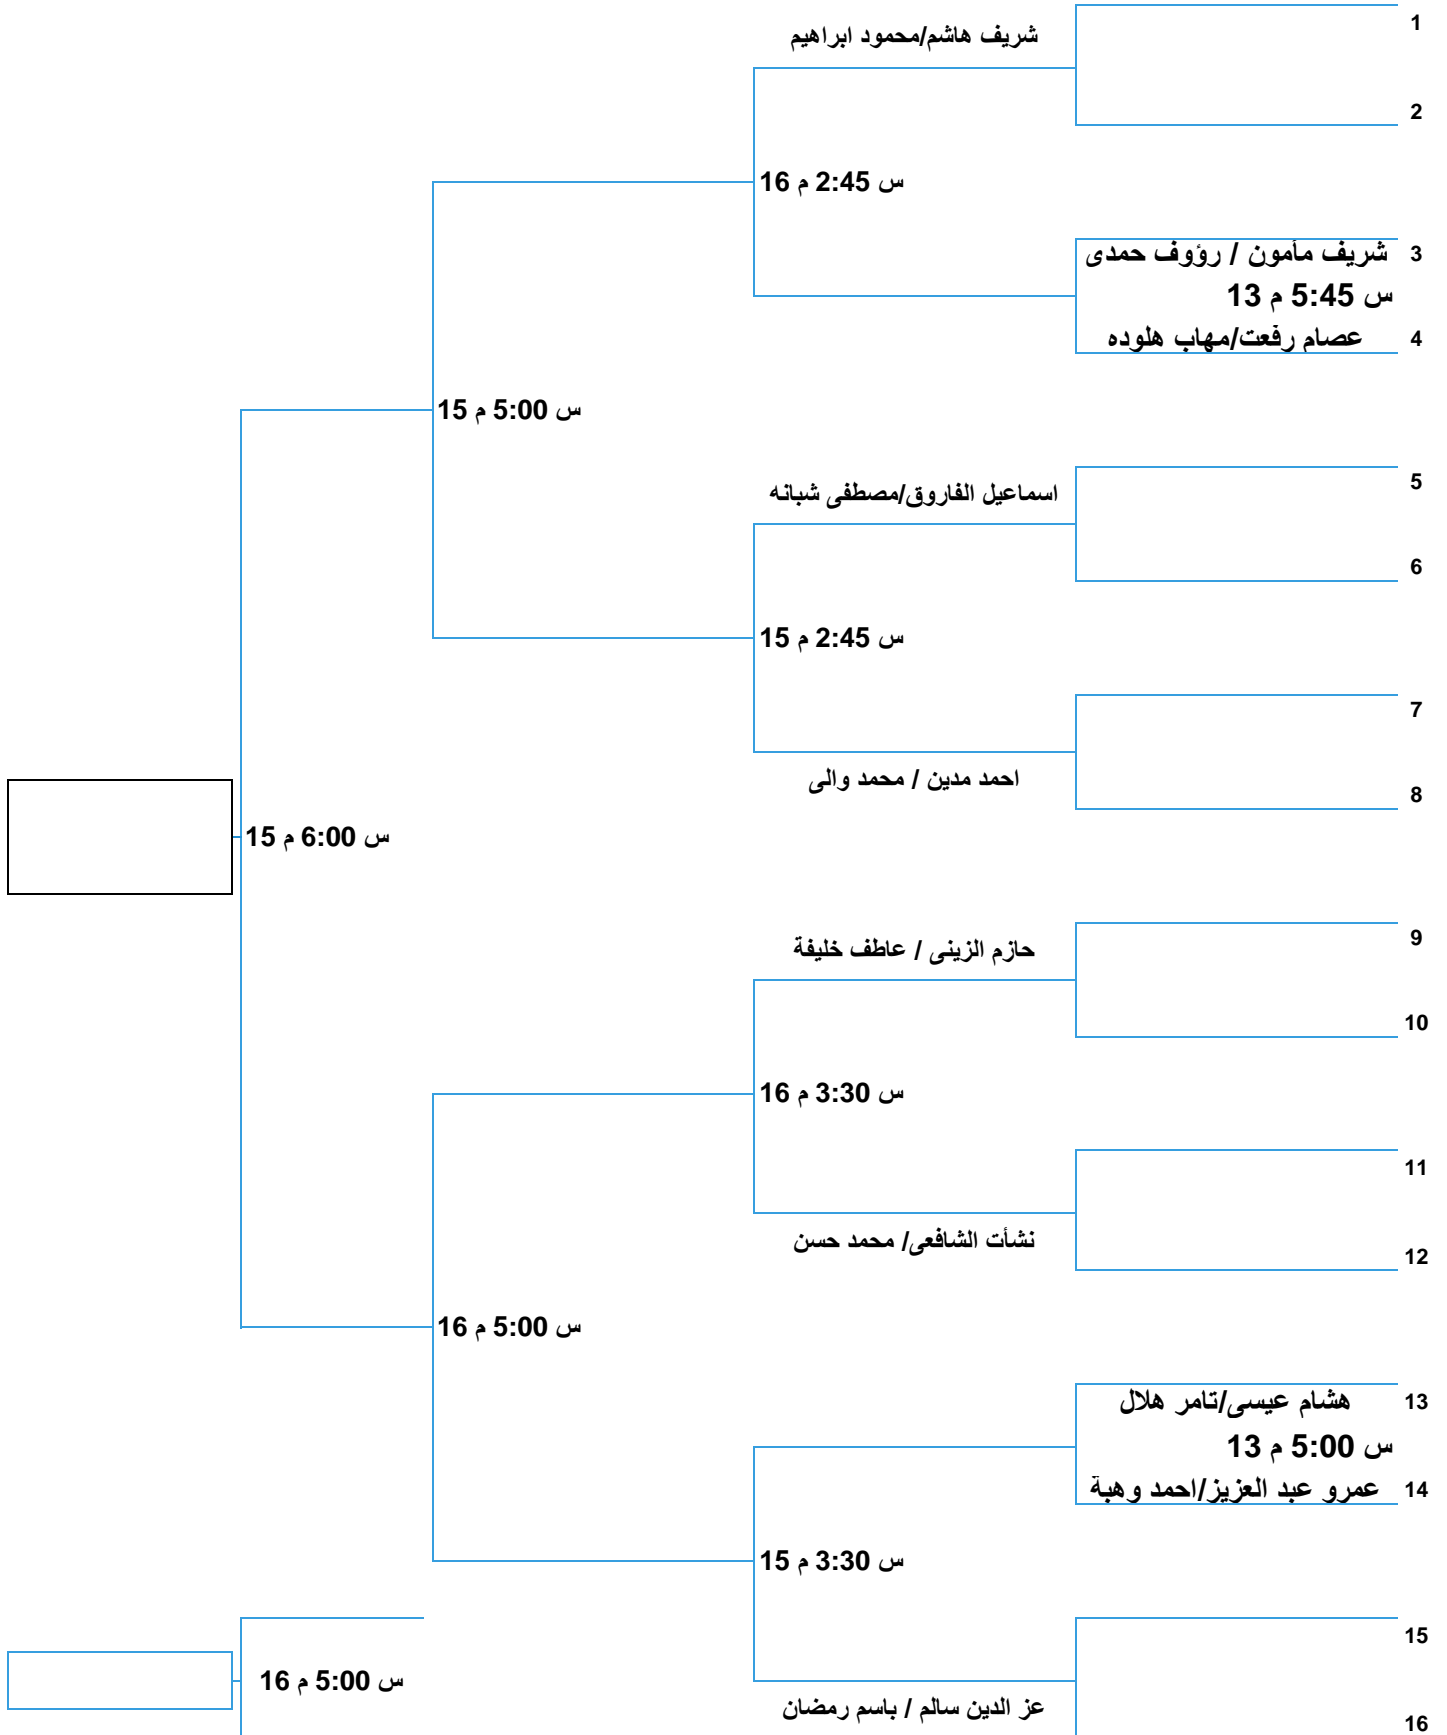 1
شريف هاشم/محمود ابراهيم
2
س 2:45 م 16
3 شريف مأمون / رؤوف حمدى
س 5:45 م 13
4 عصام رفعت/مهاب هلوده
س 5:00 م 15
5
اسماعيل الفاروق/مصطفى شبانه
6
س 2:45 م 15
7
احمد مدين / محمد والى
8
س 6:00 م 15
9
حازم الزينى / عاطف خليفة
10
س 3:30 م 16
11
نشأت الشافعى/ محمد حسن
12
س 5:00 م 16
13 هشام عيسى/تامر هلال
س 5:00 م 13
14 عمرو عبد العزيز/احمد وهبة
س 3:30 م 15
15
س 5:00 م 16
عز الدين سالم / باسم رمضان
16